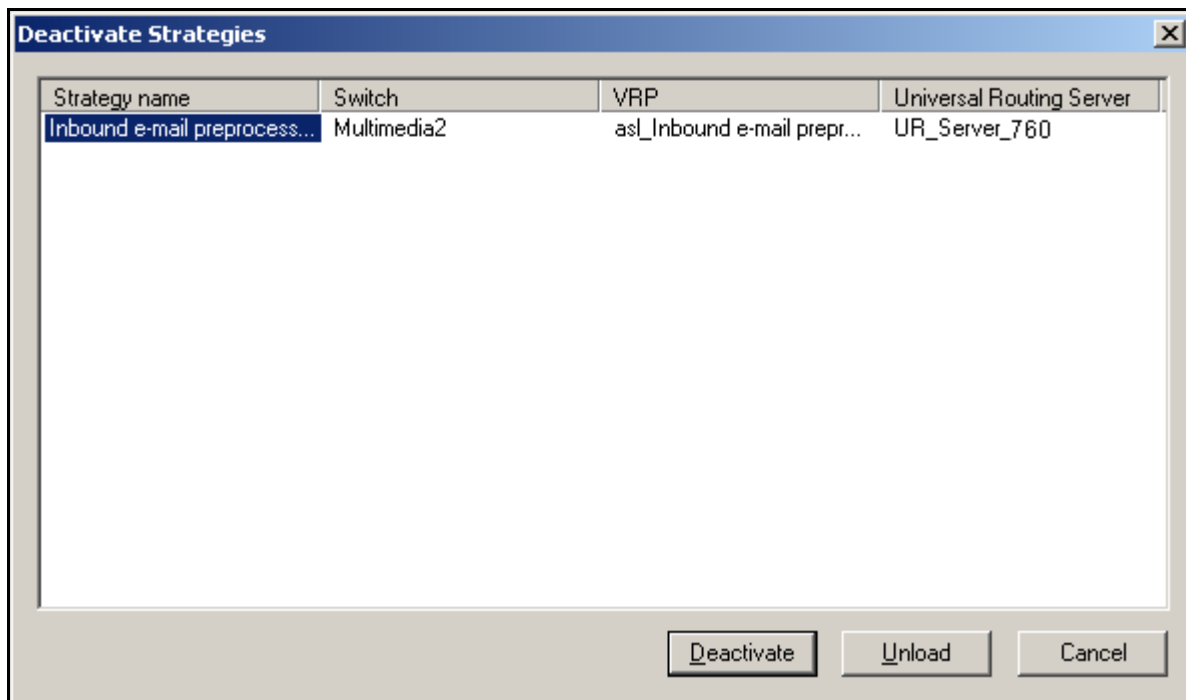 Deactivate Strategies
Strategy name Switch VRP Universal Routing Server
Inbound e-mail preprocess... Multimedia2 asl_Inbound e-mail prepr... UR_Server_760
Deactivate Unload Cancel